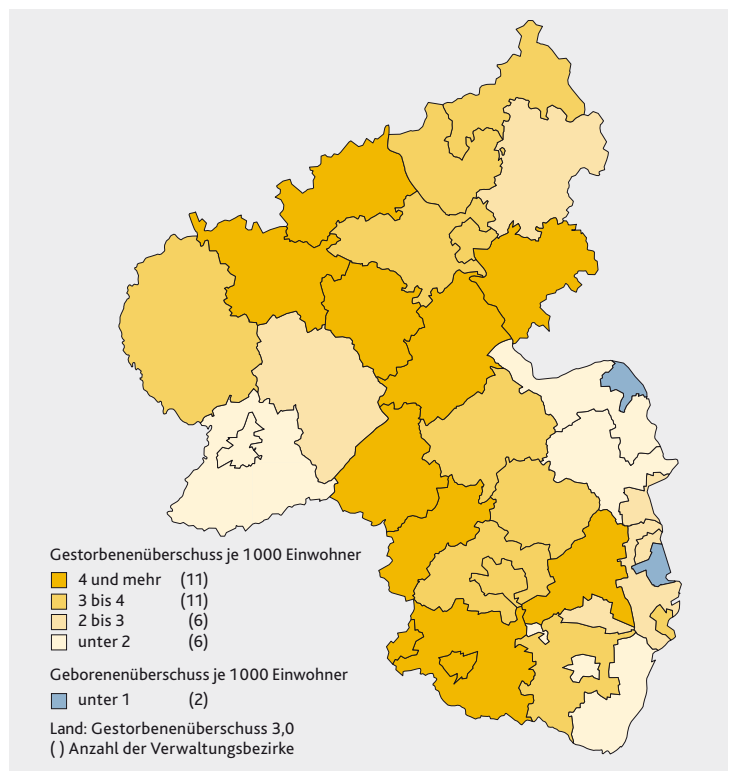 Gestorbenenüberschuss je 1000 Einwohner
4 und mehr (11)
3 bis 4 (11)
2 bis 3 (6)
unter 2 (6)
Geborenenüberschuss je 1000 Einwohner
unter 1 (2)
Land: Gestorbenenüberschuss 3,0
( ) Anzahl der Verwaltungsbezirke